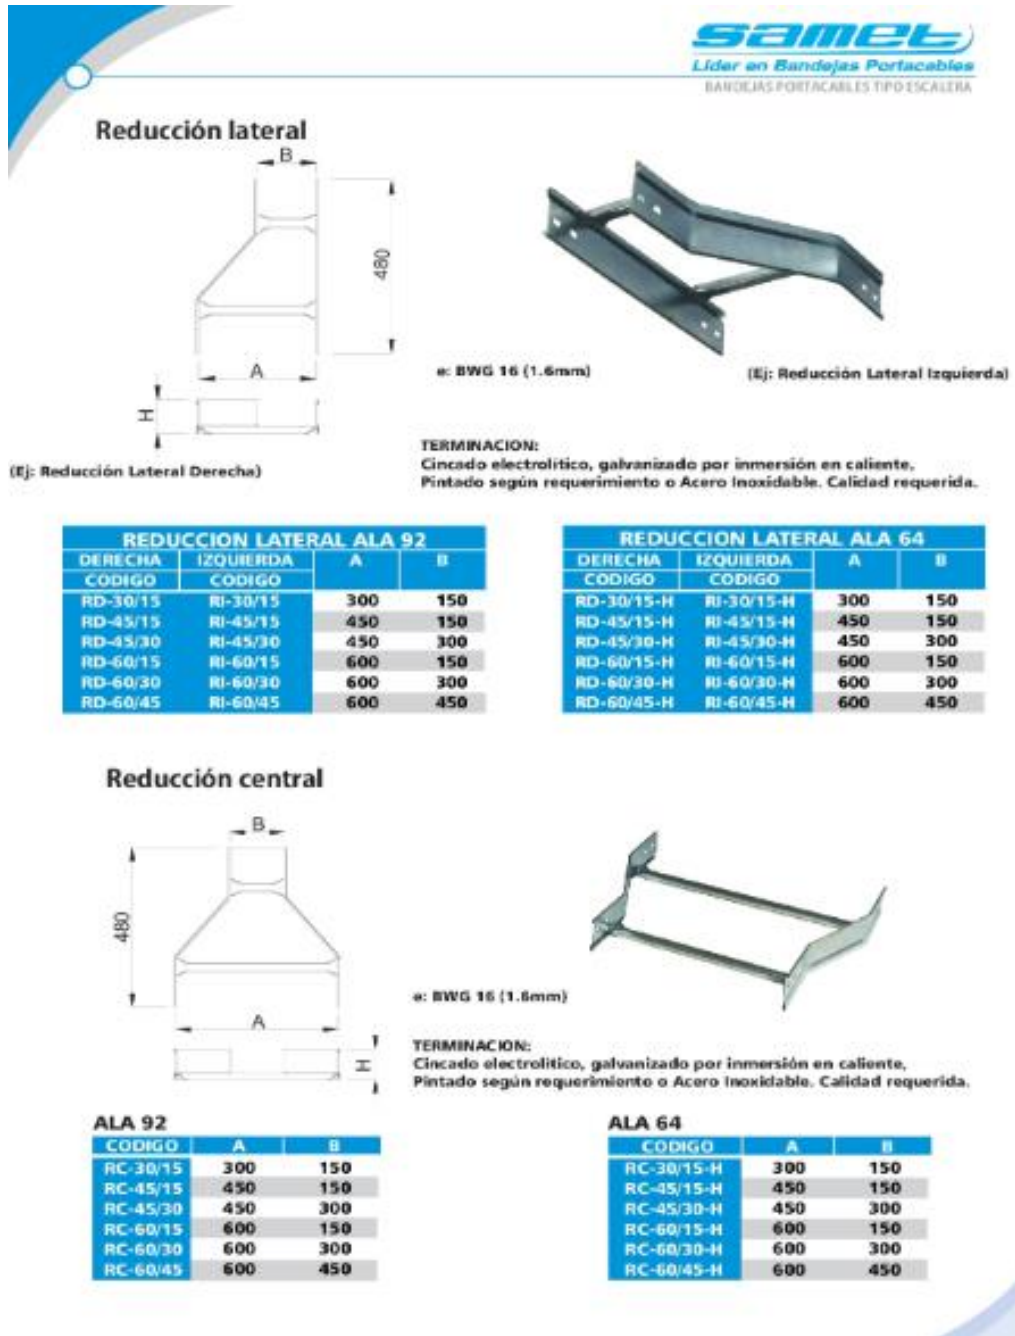 samet
Líder en Bandejas Portacables
BANDEJAS PORTACABLES TIPO ESCALERA
Reducción lateral
B
480
A
H
e: BWG 16 (1.6mm)
(Ej: Reducción Lateral Izquierda)
(Ej: Reducción Lateral Derecha)
TERMINACION:
Cincado electrolítico, galvanizado por inmersión en caliente,
Pintado según requerimiento o Acero Inoxidable. Calidad requerida.
REDUCCION LATERAL ALA 92
DERECHA IZQUIERDA A B
CODIGO CODIGO
RD-30/15 RI-30/15 300 150
RD-45/15 RI-45/15 450 150
RD-45/30 RI-45/30 450 300
RD-60/15 RI-60/15 600 150
RD-60/30 RI-60/30 600 300
RD-60/45 RI-60/45 600 450
REDUCCION LATERAL ALA 64
DERECHA IZQUIERDA A B
CODIGO CODIGO
RD-30/15-H RI-30/15-H 300 150
RD-45/15-H RI-45/15-H 450 150
RD-45/30-H RI-45/30-H 450 300
RD-60/15-H RI-60/15-H 600 150
RD-60/30-H RI-60/30-H 600 300
RD-60/45-H RI-60/45-H 600 450
Reducción central
B
480
A
H
e: BWG 16 (1.6mm)
TERMINACION:
Cincado electrolítico, galvanizado por inmersión en caliente,
Pintado según requerimiento o Acero Inoxidable. Calidad requerida.
ALA 92
CODIGO A B
RC-30/15 300 150
RC-45/15 450 150
RC-45/30 450 300
RC-60/15 600 150
RC-60/30 600 300
RC-60/45 600 450
ALA 64
CODIGO A B
RC-30/15-H 300 150
RC-45/15-H 450 150
RC-45/30-H 450 300
RC-60/15-H 600 150
RC-60/30-H 600 300
RC-60/45-H 600 450